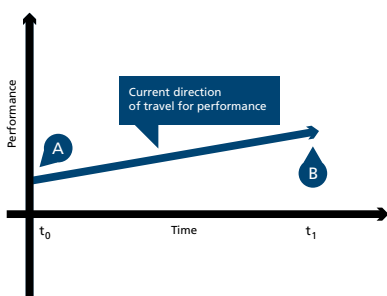 Performance
Current direction
of travel for performance
A
B
t0
Time
t1